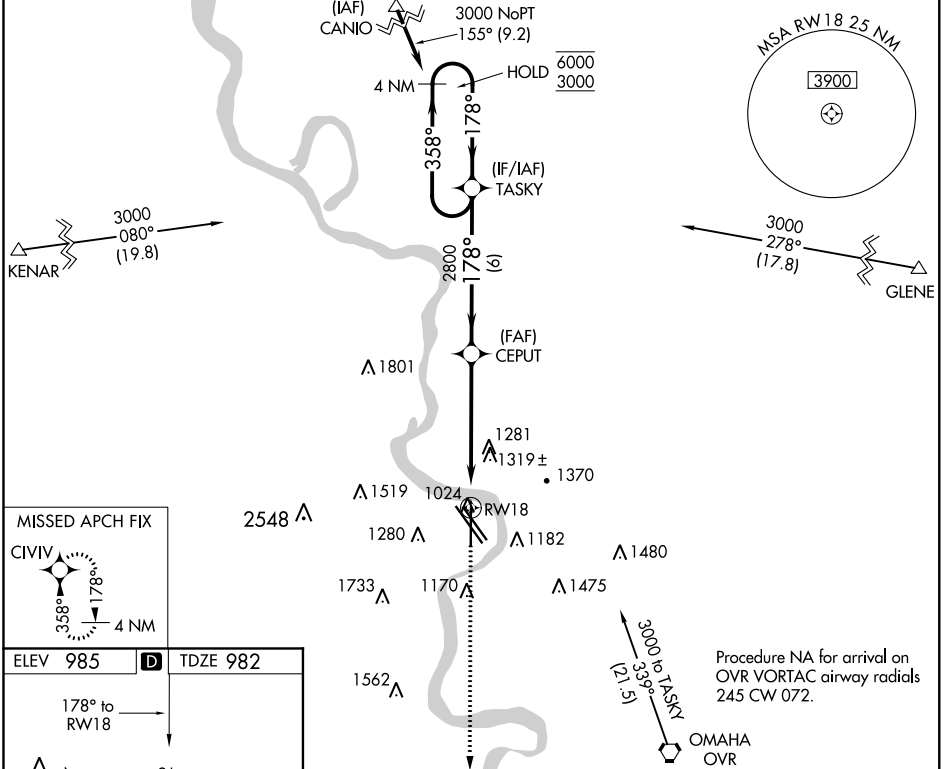 (IAF)
CANIO
3000 NoPT
155° (9.2)
4 NM
HOLD
6000
3000
358°
178°
(IF/IAF)
TASKY
MSA RW18 25 NM
3900
3000
080°
(19.8)
KENAR
3000
278°
(17.8)
GLENE
2800
178°
(6)
(FAF)
CEPUT
1801
1281
1319 ±
1370
1519
1024
RW18
2548
1280
1182
1480
1733
1170
1475
1562
MISSED APCH FIX
CIVIV
358°
178°
4 NM
ELEV 985
D
TDZE 982
178° to
RW18
3000 to TASKY
339°
(21.5)
Procedure NA for arrival on
OVR VORTAC airway radials
245 CW 072.
OMAHA
OVR